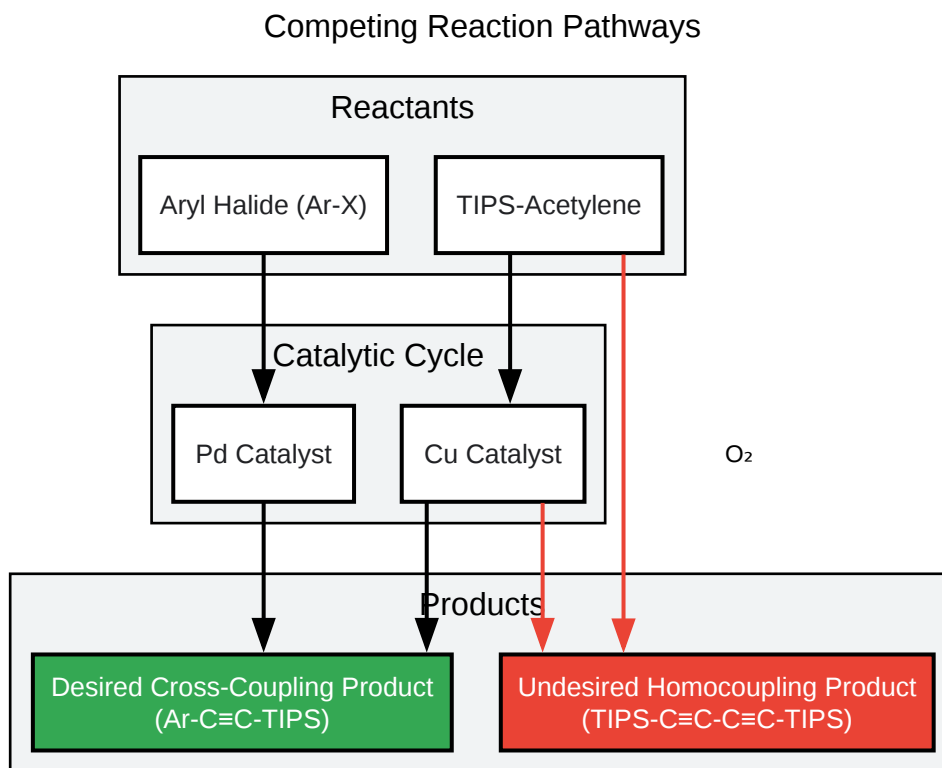 Competing Reaction Pathways
Reactants
Aryl Halide (Ar-X)
TIPS-Acetylene
Catalytic Cycle
Pd Catalyst
Cu Catalyst
O₂
Products
Desired Cross-Coupling Product
(Ar-C≡C-TIPS)
Undesired Homocoupling Product
(TIPS-C≡C-C≡C-TIPS)